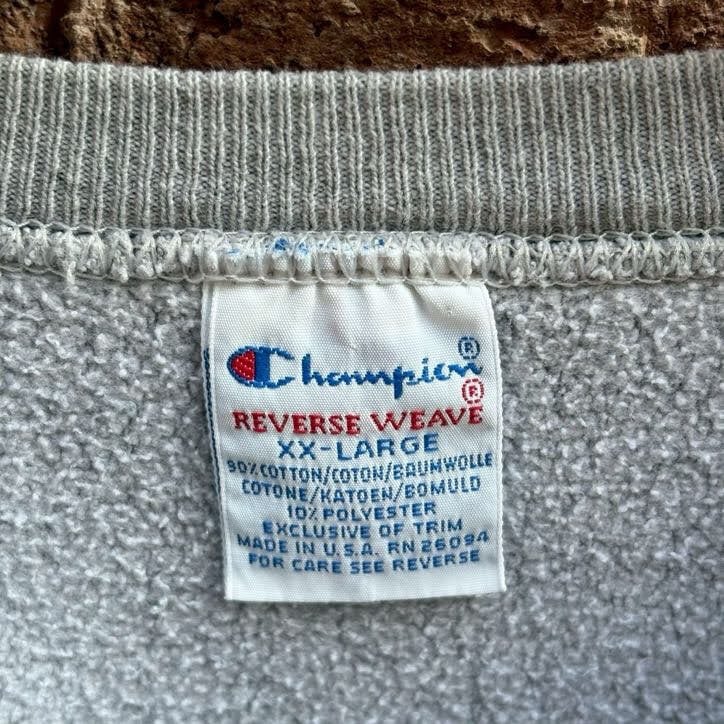 Champion®
REVERSE WEAVE®
XX-LARGE
90% COTTON/COTON/BAUMWOLLE
COTONE/KATOEN/BOMULD
10% POLYESTER
EXCLUSIVE OF TRIM
MADE IN U.S.A. RN 26094
FOR CARE SEE REVERSE